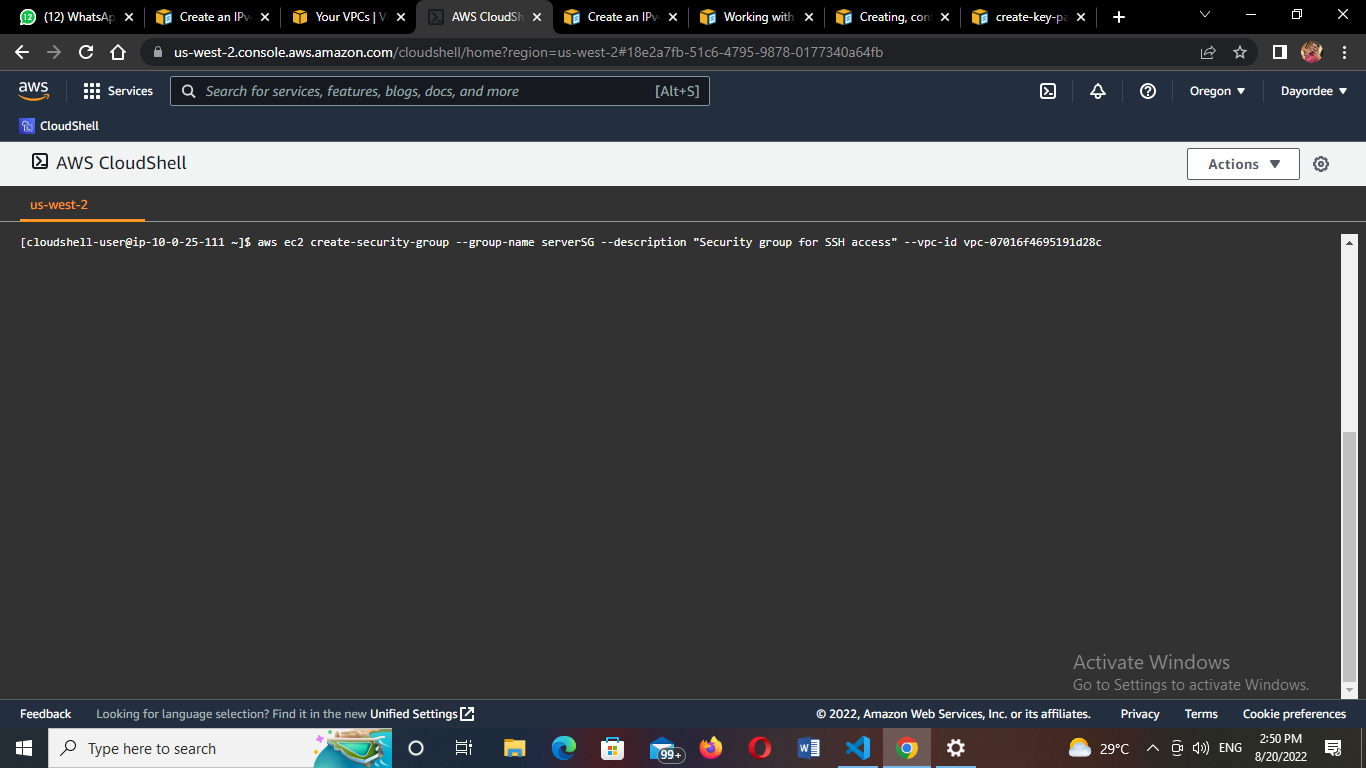 (12) WhatsAp
Create an IPv
Your VPCs | V
AWS CloudSh
Create an IPv
Working with
Creating, con
create-key-pa
us-west-2.console.aws.amazon.com/cloudshell/home?region=us-west-2#18e2a7fb-51c6-4795-9878-0177340a64fb
aws
Services
Search for services, features, blogs, docs, and more
[Alt+S]
Oregon
Dayordee
CloudShell
AWS CloudShell
Actions
us-west-2
[cloudshell-user@ip-10-0-25-111 ~]$ aws ec2 create-security-group --group-name serverSG --description "Security group for SSH access" --vpc-id vpc-07016f4695191d28c
Activate Windows
Go to Settings to activate Windows.
Feedback
Looking for language selection? Find it in the new Unified Settings
© 2022, Amazon Web Services, Inc. or its affiliates.
Privacy
Terms
Cookie preferences
Type here to search
99+
29°C
ENG
2:50 PM
8/20/2022